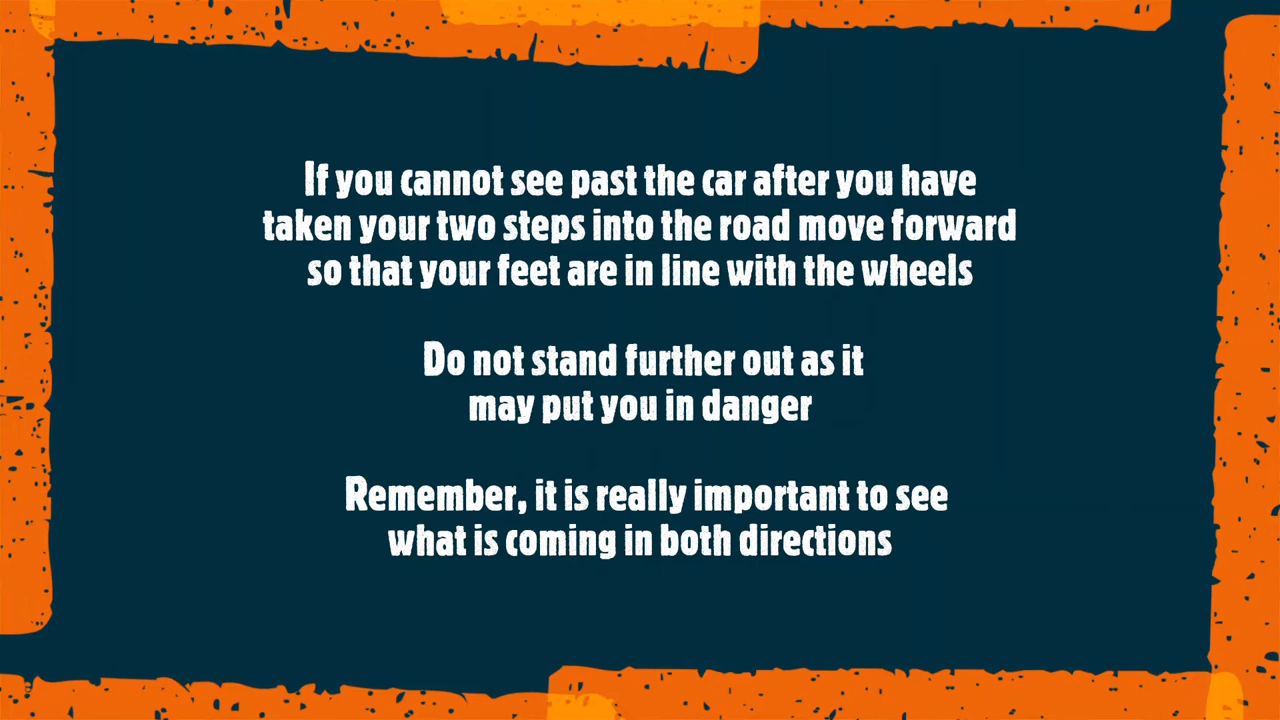 If you cannot see past the car after you have
taken your two steps into the road move forward
so that your feet are in line with the wheels
Do not stand further out as it
may put you in danger
Remember, it is really important to see
what is coming in both directions